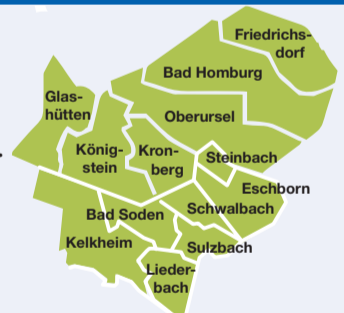 Friedrichs-
dorf
Bad Homburg
Glas-
hütten
Oberursel
König-
stein
Kron-
berg
Steinbach
Eschborn
Schwalbach
Bad Soden
Kelkheim
Sulzbach
Lieder-
bach